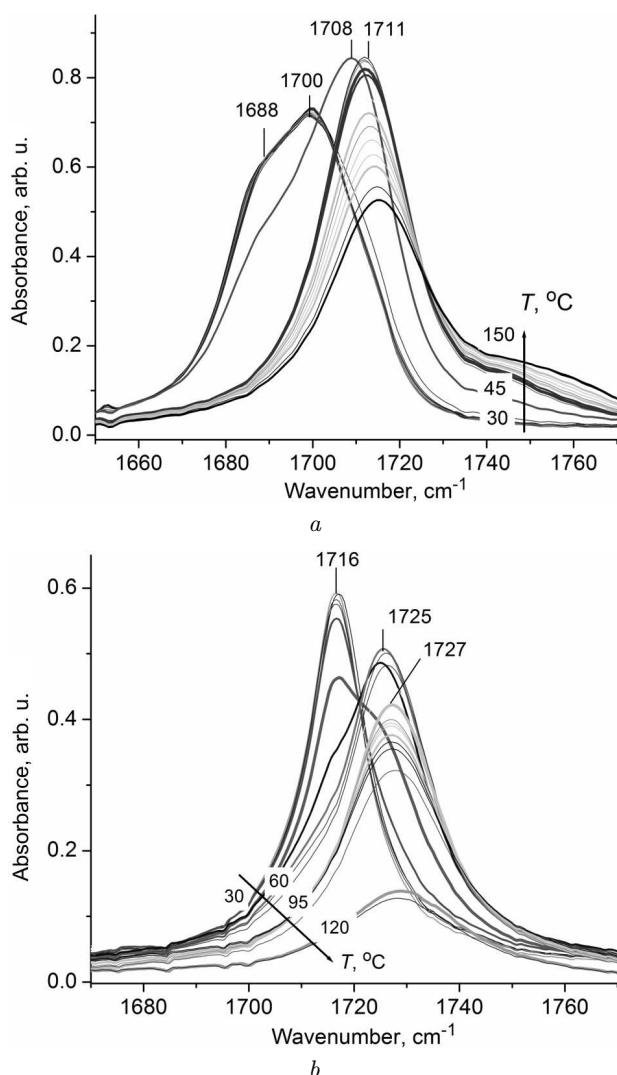 1708 1711
1700
1688
0.8
0.6
0.4
0.2
0.0
Absorbance, arb. u.
T, °C
150
45
30
1660 1680 1700 1720 1740 1760
Wavenumber, cm-1
a
1716
1725
1727
0.6
0.4
0.2
0.0
Absorbance, arb. u.
30
60
95
120
T, °C
1680 1700 1720 1740 1760
Wavenumber, cm-1
b